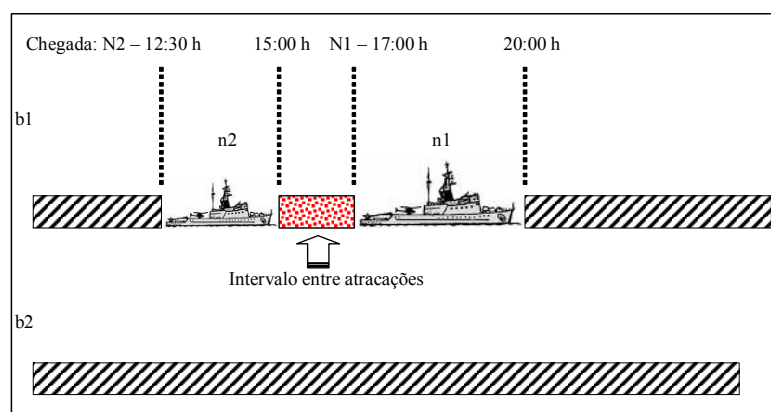 Chegada: N2 – 12:30 h 15:00 h N1 – 17:00 h 20:00 h
b1
n2 n1
Intervalo entre atracações
b2